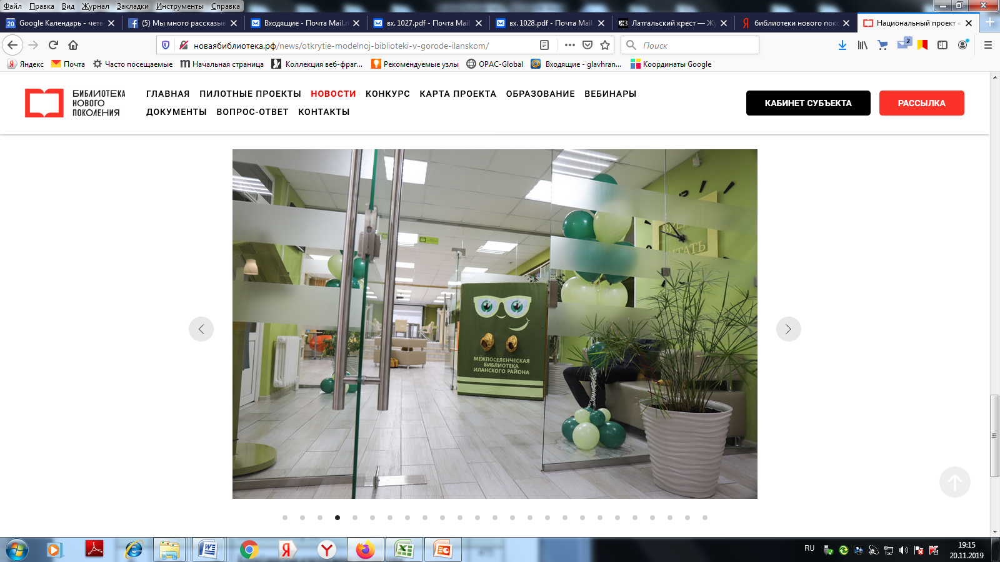 Файл Правка Вид Журнал Закладки Инструменты Справка
20 Google Календарь - четв
(5) Мы много рассказыв
Входящие - Почта Mail.r
вх. 1027.pdf - Почта Mail.
вх. 1028.pdf - Почта Mail.
Латгальский крест — Жу
библиотеки нового поко
Национальный проект «
новаябиблиотека.рф/news/otkrytie-modelnoj-biblioteki-v-gorode-ilanskom/
Поиск
2
Яндекс Почта Часто посещаемые Начальная страница Коллекция веб-фраг... Рекомендуемые узлы OPAC-Global Входящие - glavhran... Координаты Google
БИБЛИОТЕКА
НОВОГО
ПОКОЛЕНИЯ
ГЛАВНАЯ ПИЛОТНЫЕ ПРОЕКТЫ НОВОСТИ КОНКУРС КАРТА ПРОЕКТА ОБРАЗОВАНИЕ ВЕБИНАРЫ
ДОКУМЕНТЫ ВОПРОС-ОТВЕТ КОНТАКТЫ
КАБИНЕТ СУБЪЕКТА
РАССЫЛКА
МЕЖПОСЕЛЕНЧЕСКАЯ
БИБЛИОТЕКА
ИЛАНСКОГО РАЙОНА
RU
19:15
20.11.2019